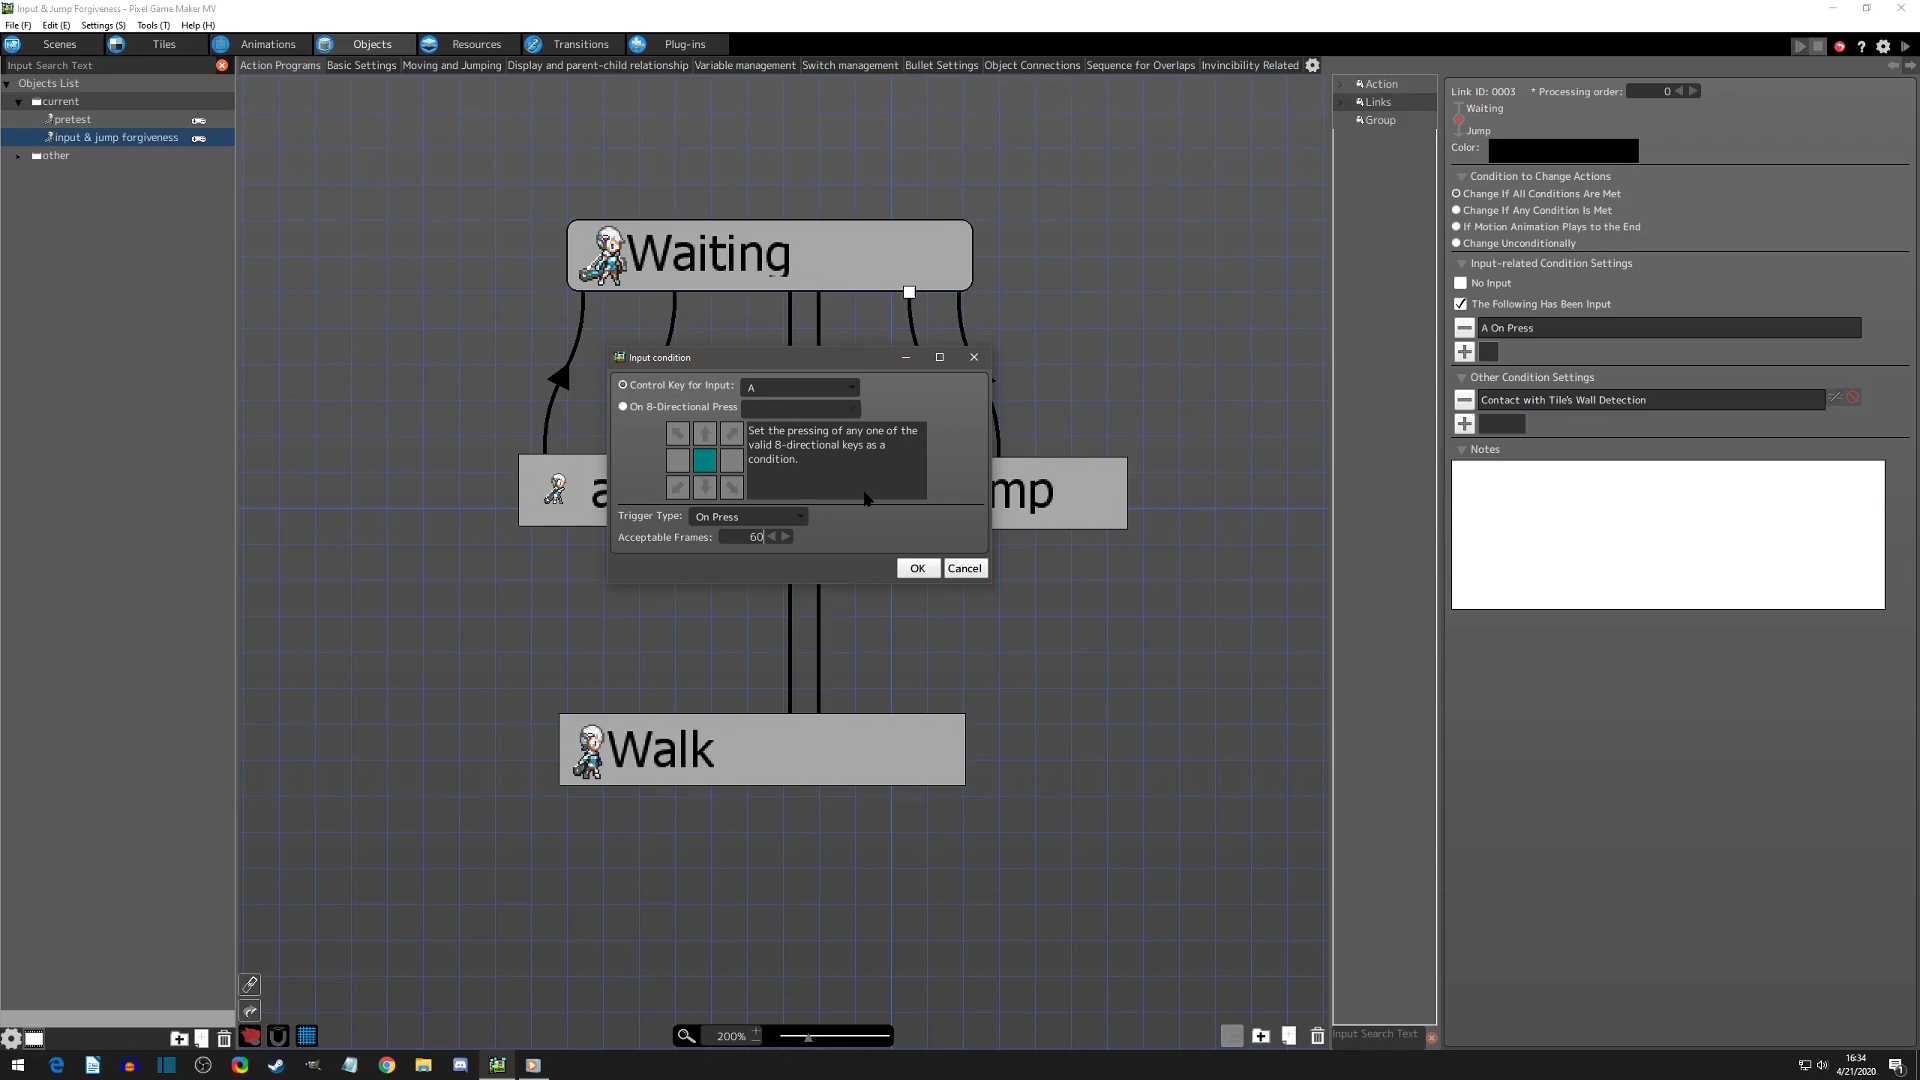 Input & Jump Forgiveness - Pixel Game Maker MV
File (F) Edit (E) Settings (S) Tools (T) Help (H)
Scenes Tiles Animations Objects Resources Transitions Plug-ins
Input Search Text
Action Programs Basic Settings Moving and Jumping Display and parent-child relationship Variable management Switch management Bullet Settings Object Connections Sequence for Overlaps Invincibility Related
Objects List
current
pretest
input & jump forgiveness
other
Waiting
Input condition
Control Key for Input: A
On 8-Directional Press
Set the pressing of any one of the
valid 8-directional keys as a
condition.
Trigger Type: On Press
Acceptable Frames: 60
OK Cancel
a
mp
Walk
200%
Action
Links
Group
Input Search Text
Link ID: 0003 * Processing order: 0
Waiting
Jump
Color:
Condition to Change Actions
Change If All Conditions Are Met
Change If Any Condition Is Met
If Motion Animation Plays to the End
Change Unconditionally
Input-related Condition Settings
No Input
The Following Has Been Input
A On Press
Other Condition Settings
Contact with Tile's Wall Detection
Notes
16:34
4/21/2020